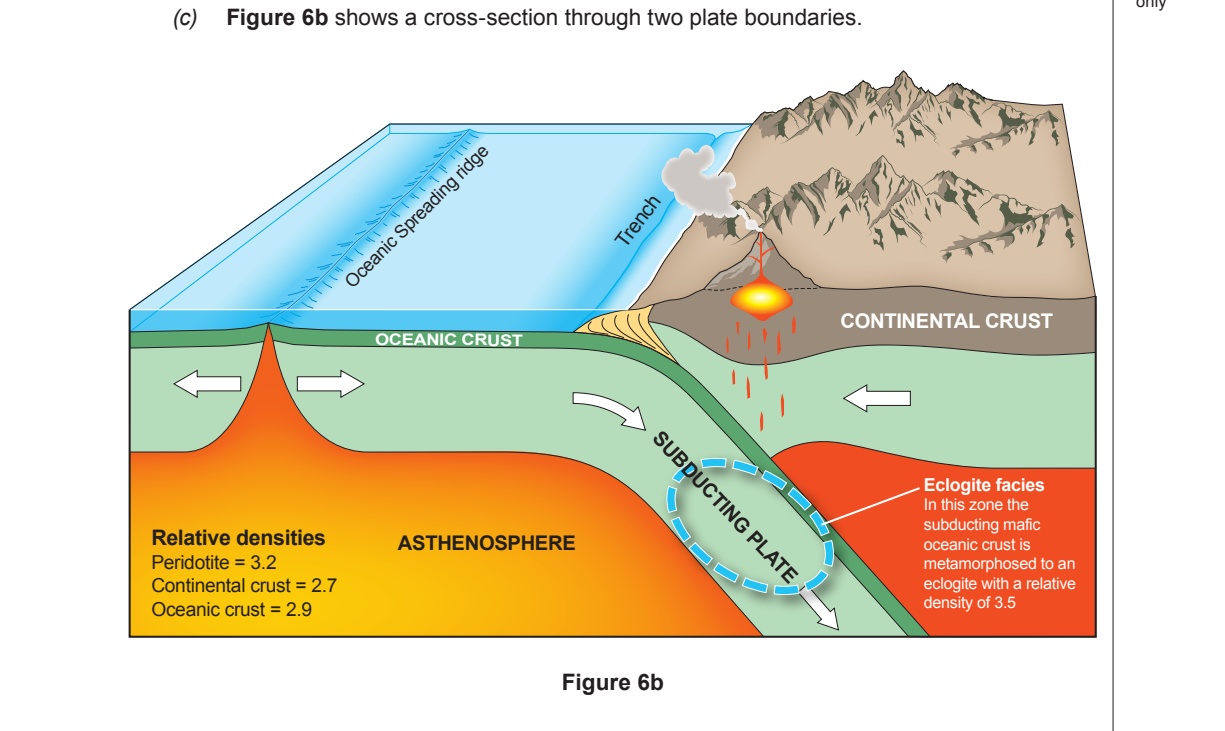 only
(c) Figure 6b shows a cross-section through two plate boundaries.
Oceanic Spreading ridge
Trench
CONTINENTAL CRUST
OCEANIC CRUST
SUBDUCTING PLATE
Eclogite facies
In this zone the
subducting mafic
oceanic crust is
metamorphosed to an
eclogite with a relative
density of 3.5
Relative densities
Peridotite = 3.2
Continental crust = 2.7
Oceanic crust = 2.9
ASTHENOSPHERE
Figure 6b